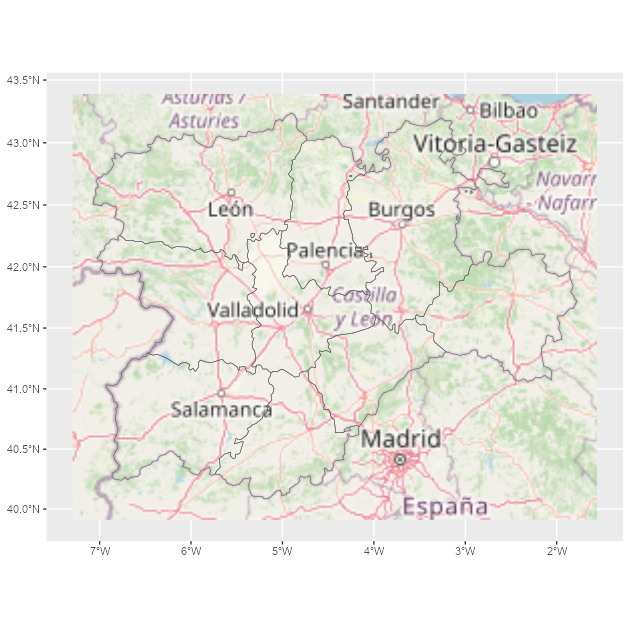 43.5°N
43.0°N
42.5°N
42.0°N
41.5°N
41.0°N
40.5°N
40.0°N
Asturias /
Asturies
Santander
Bilbao
Vitoria-Gasteiz
Navarr
- Nafarr
León
Burgos
Palencia
Castilla
y León
Valladolid
Salamanca
Madrid
España
7°W
6°W
5°W
4°W
3°W
2°W